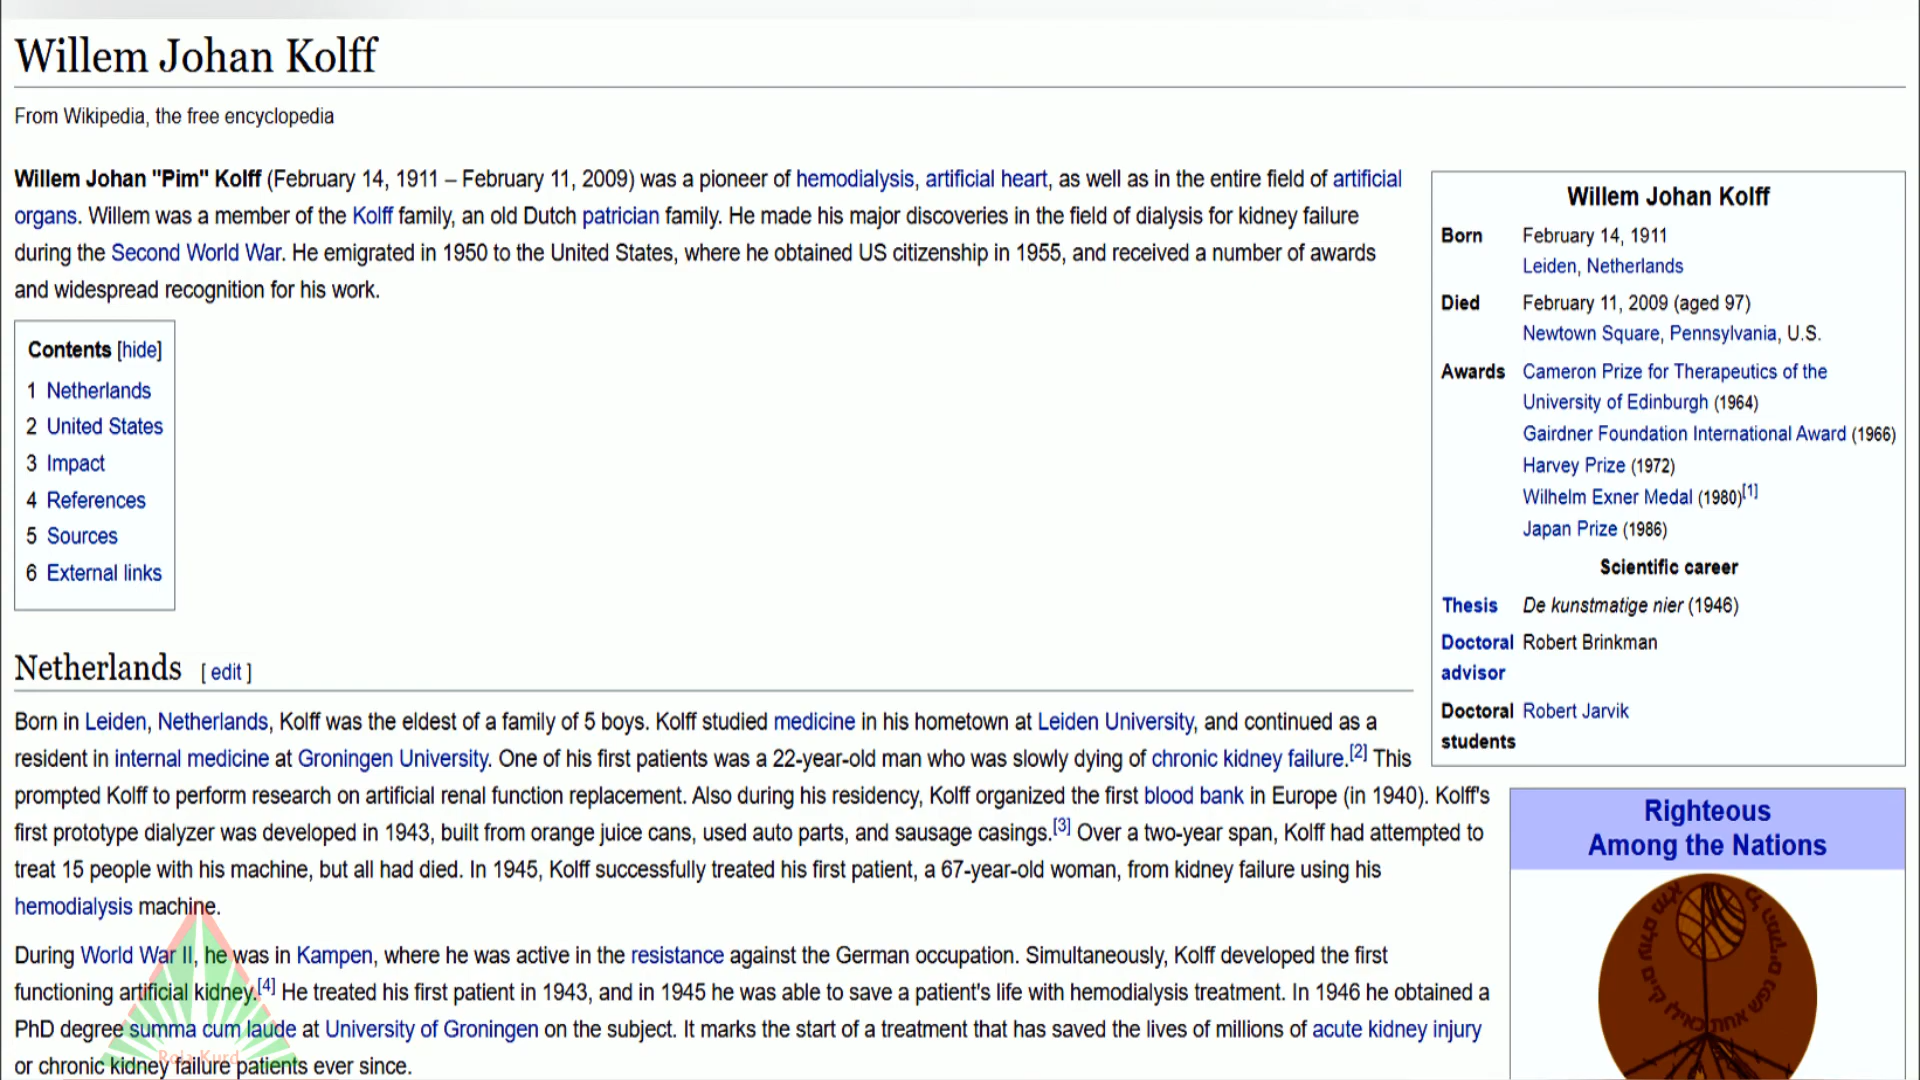 Willem Johan Kolff
From Wikipedia, the free encyclopedia
Willem Johan "Pim" Kolff (February 14, 1911 – February 11, 2009) was a pioneer of hemodialysis, artificial heart, as well as in the entire field of artificial
organs. Willem was a member of the Kolff family, an old Dutch patrician family. He made his major discoveries in the field of dialysis for kidney failure
during the Second World War. He emigrated in 1950 to the United States, where he obtained US citizenship in 1955, and received a number of awards
and widespread recognition for his work.
Contents [hide]
1 Netherlands
2 United States
3 Impact
4 References
5 Sources
6 External links
Willem Johan Kolff
Born February 14, 1911
Leiden, Netherlands
Died February 11, 2009 (aged 97)
Newtown Square, Pennsylvania, U.S.
Awards Cameron Prize for Therapeutics of the
University of Edinburgh (1964)
Gairdner Foundation International Award (1966)
Harvey Prize (1972)
Wilhelm Exner Medal (1980)[1]
Japan Prize (1986)
Scientific career
Thesis De kunstmatige nier (1946)
Doctoral Robert Brinkman
advisor
Doctoral Robert Jarvik
students
Netherlands [ edit ]
Born in Leiden, Netherlands, Kolff was the eldest of a family of 5 boys. Kolff studied medicine in his hometown at Leiden University, and continued as a
resident in internal medicine at Groningen University. One of his first patients was a 22-year-old man who was slowly dying of chronic kidney failure.[2] This
prompted Kolff to perform research on artificial renal function replacement. Also during his residency, Kolff organized the first blood bank in Europe (in 1940). Kolff's
first prototype dialyzer was developed in 1943, built from orange juice cans, used auto parts, and sausage casings.[3] Over a two-year span, Kolff had attempted to
treat 15 people with his machine, but all had died. In 1945, Kolff successfully treated his first patient, a 67-year-old woman, from kidney failure using his
hemodialysis machine.
During World War II, he was in Kampen, where he was active in the resistance against the German occupation. Simultaneously, Kolff developed the first
functioning artificial kidney.[4] He treated his first patient in 1943, and in 1945 he was able to save a patient's life with hemodialysis treatment. In 1946 he obtained a
PhD degree summa cum laude at University of Groningen on the subject. It marks the start of a treatment that has saved the lives of millions of acute kidney injury
or chronic kidney failure patients ever since.
Righteous
Among the Nations